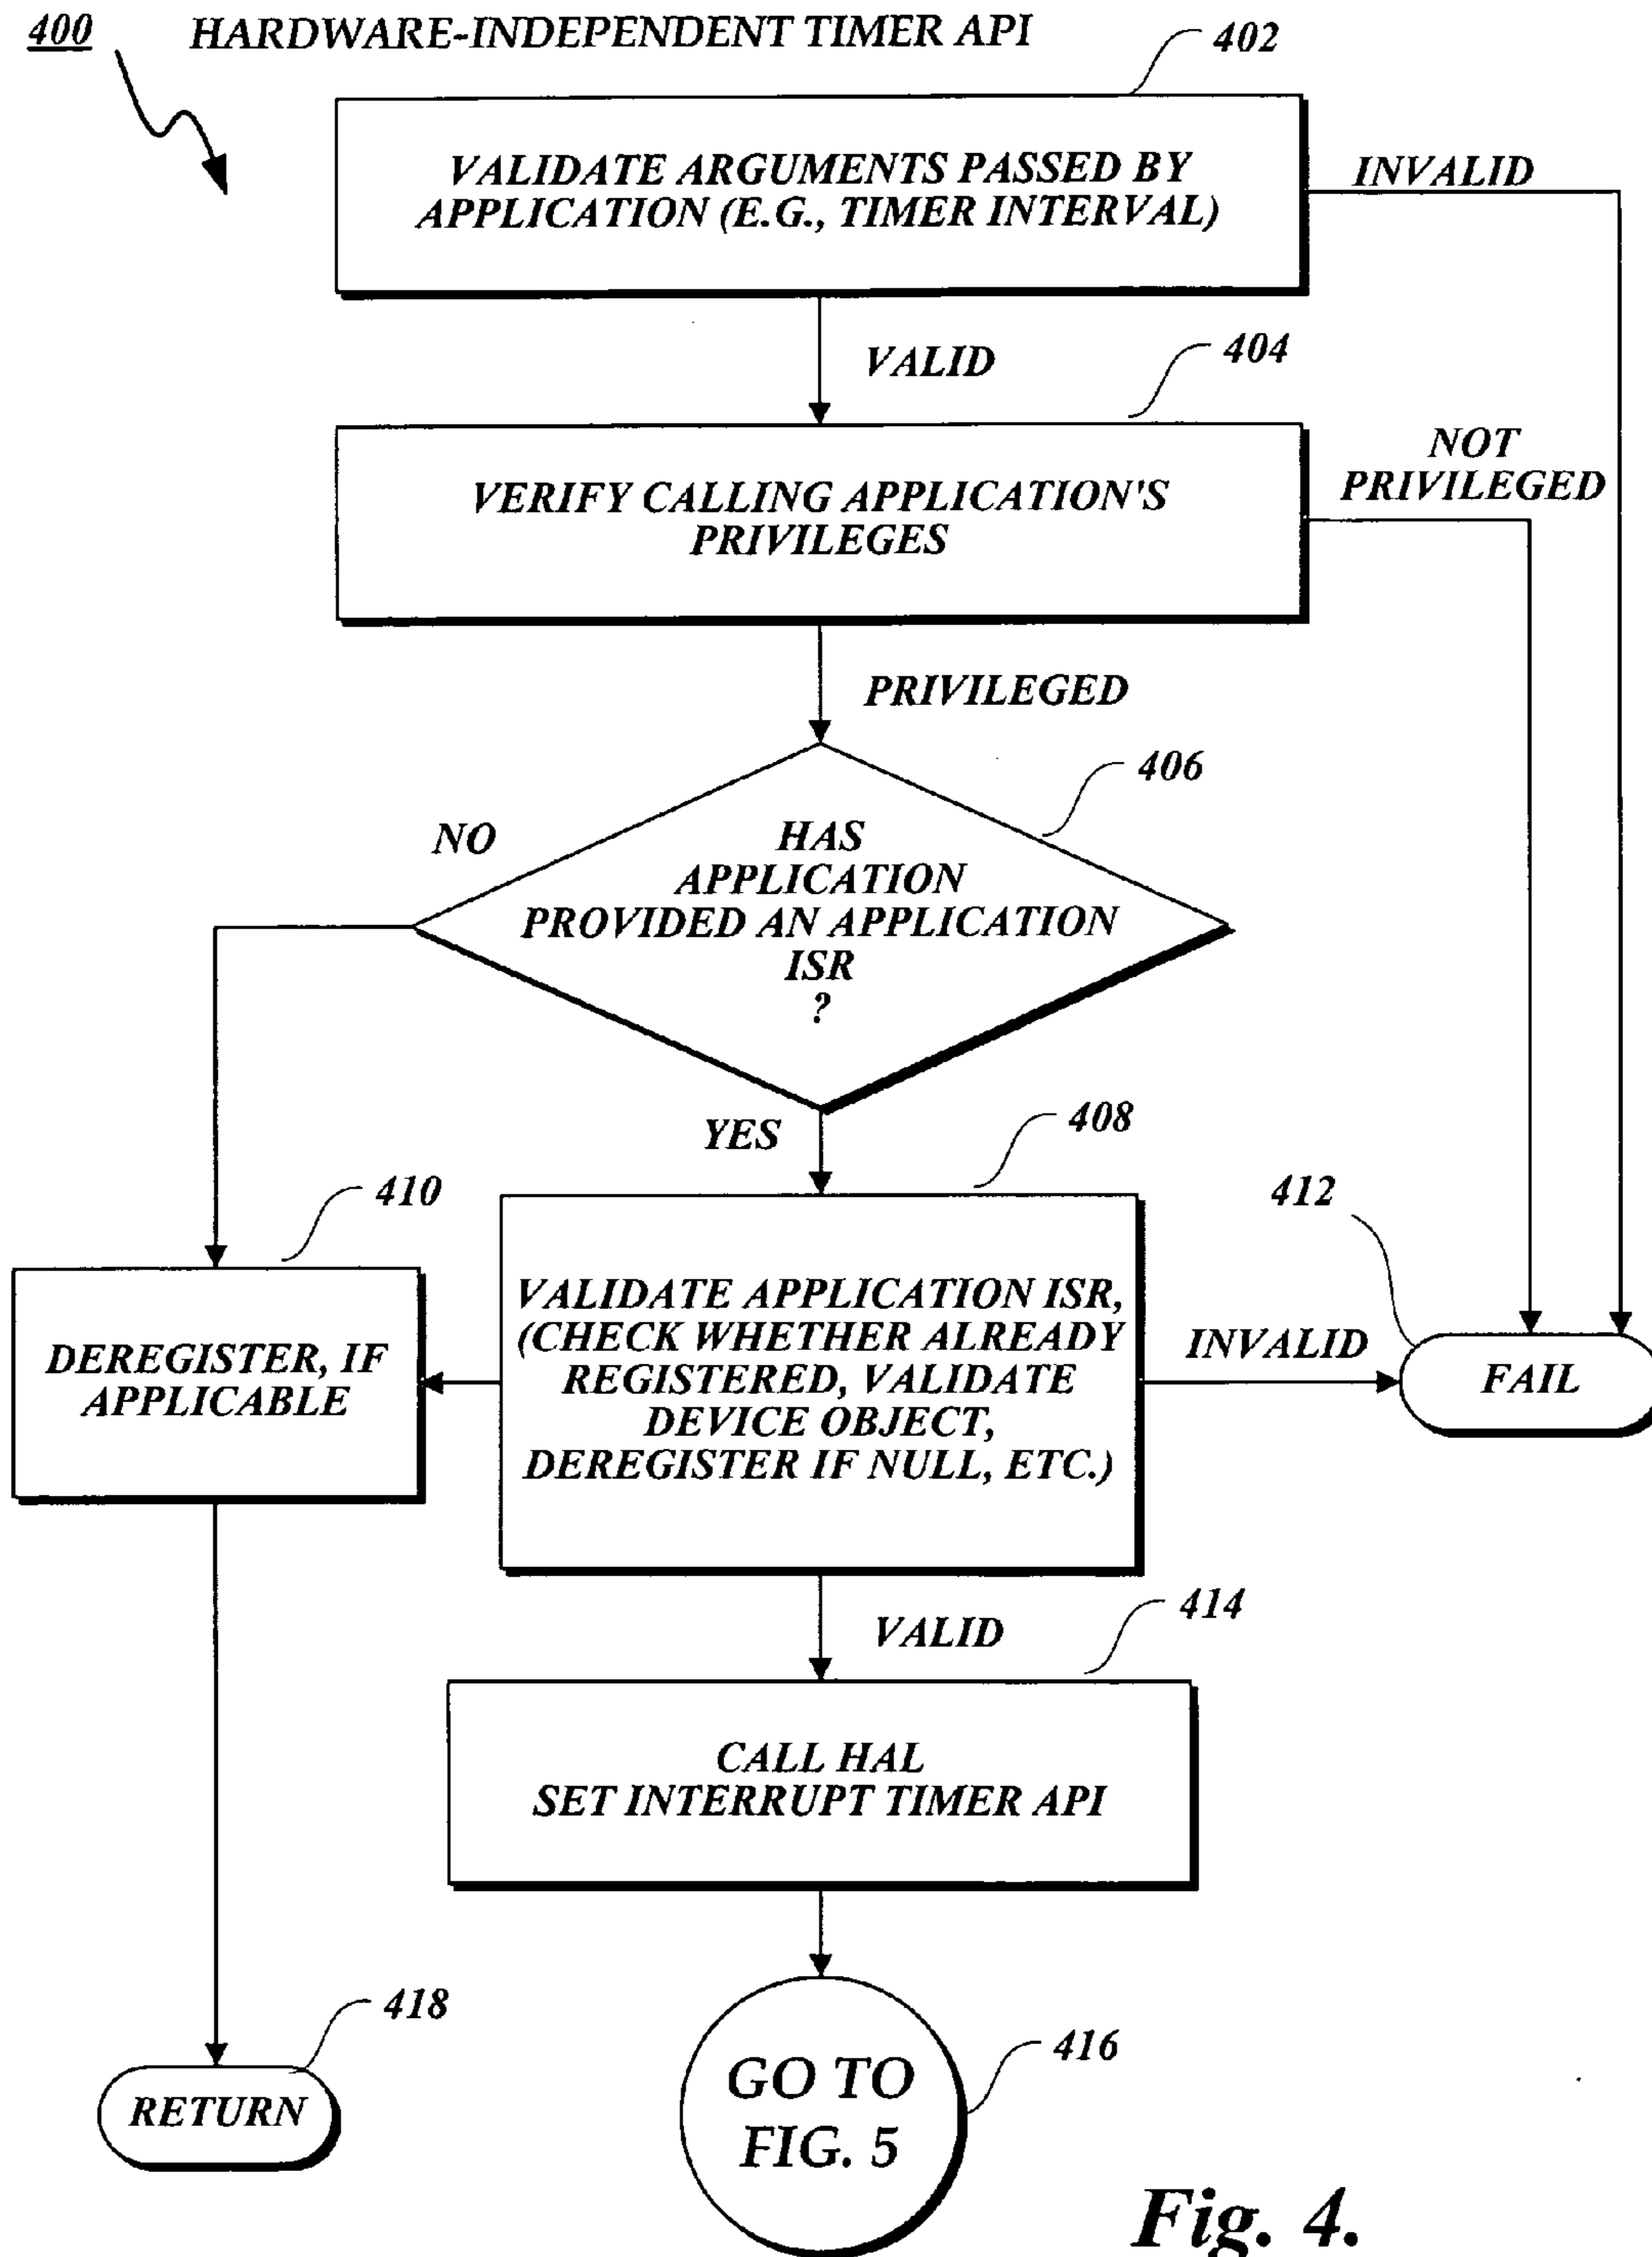 400 HARDWARE-INDEPENDENT TIMER API
402
VALIDATE ARGUMENTS PASSED BY
APPLICATION (E.G., TIMER INTERVAL)
INVALID
VALID
404
VERIFY CALLING APPLICATION'S
PRIVILEGES
NOT
PRIVILEGED
PRIVILEGED
406
NO
HAS
APPLICATION
PROVIDED AN APPLICATION
ISR
?
YES
408
410
412
DEREGISTER, IF
APPLICABLE
VALIDATE APPLICATION ISR,
(CHECK WHETHER ALREADY
REGISTERED, VALIDATE
DEVICE OBJECT,
DEREGISTER IF NULL, ETC.)
INVALID
FAIL
VALID
414
CALL HAL
SET INTERRUPT TIMER API
418
RETURN
416
GO TO
FIG. 5
Fig. 4.